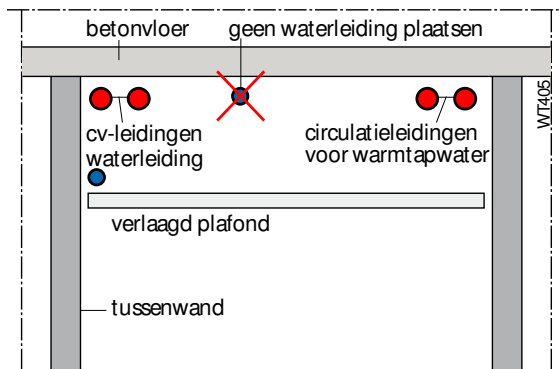 betonvloer
geen waterleiding plaatsen
cv-leidingen
waterleiding
circulatieleidingen
voor warmtapwater
WT405
verlaagd plafond
tussenwand